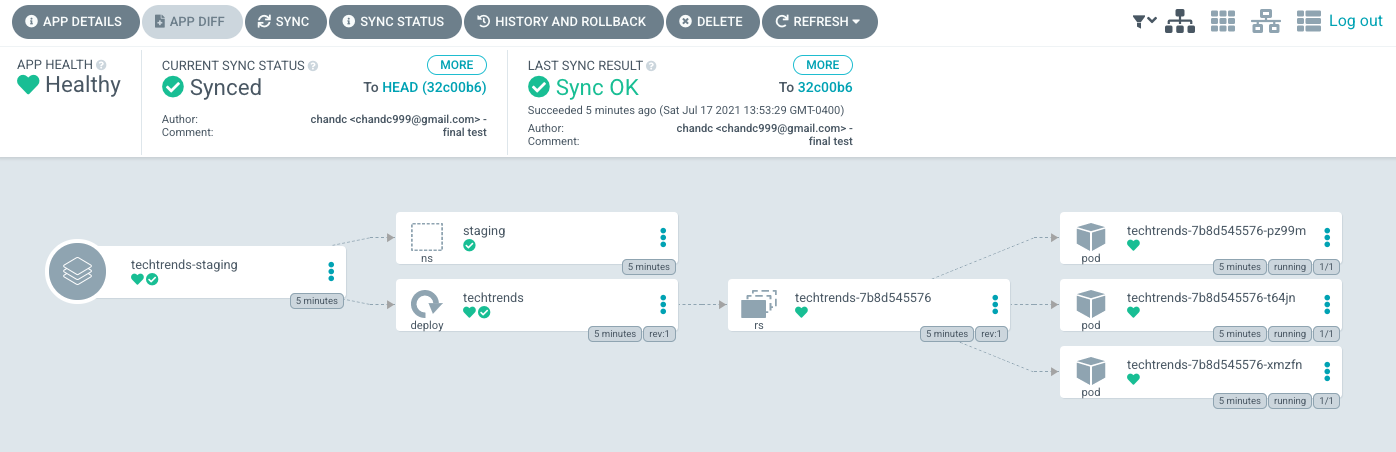 APP DETAILS
APP DIFF
SYNC
SYNC STATUS
HISTORY AND ROLLBACK
DELETE
REFRESH
Log out
APP HEALTH
Healthy
CURRENT SYNC STATUS
MORE
Synced
To HEAD (32c00b6)
Author: chandc <chandc999@gmail.com> -
Comment: final test
LAST SYNC RESULT
MORE
Sync OK
To 32c00b6
Succeeded 5 minutes ago (Sat Jul 17 2021 13:53:29 GMT-0400)
Author: chandc <chandc999@gmail.com> -
Comment: final test
techtrends-staging
5 minutes
staging
ns
5 minutes
techtrends
deploy
5 minutes rev:1
techtrends-7b8d545576
rs
5 minutes rev:1
techtrends-7b8d545576-pz99m
pod
5 minutes running 1/1
techtrends-7b8d545576-t64jn
pod
5 minutes running 1/1
techtrends-7b8d545576-xmzfn
pod
5 minutes running 1/1